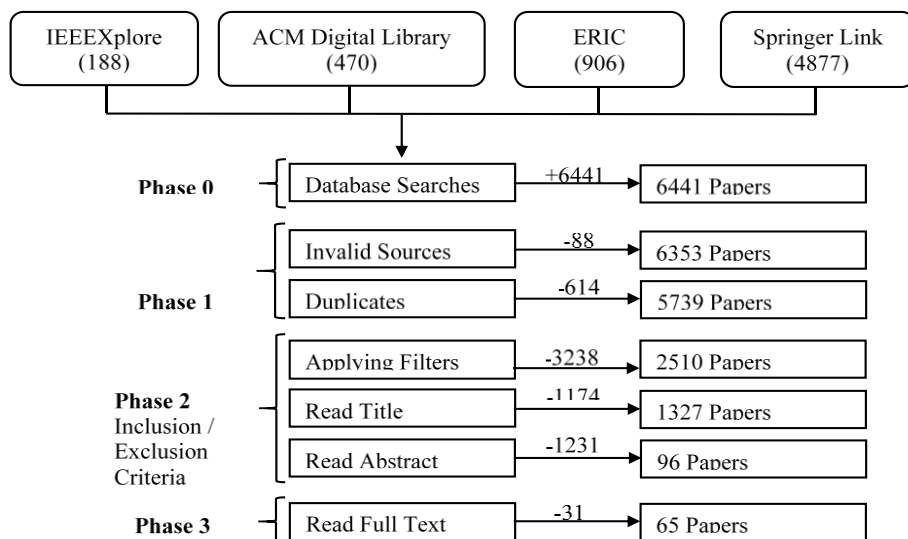 IEEEXplore
(188)
ACM Digital Library
(470)
ERIC
(906)
Springer Link
(4877)
Phase 0
Database Searches
+6441
6441 Papers
Phase 1
Invalid Sources
-88
6353 Papers
Duplicates
-614
5739 Papers
Phase 2
Inclusion /
Exclusion
Criteria
Applying Filters
-3238
2510 Papers
Read Title
-1174
1327 Papers
Read Abstract
-1231
96 Papers
Phase 3
Read Full Text
-31
65 Papers